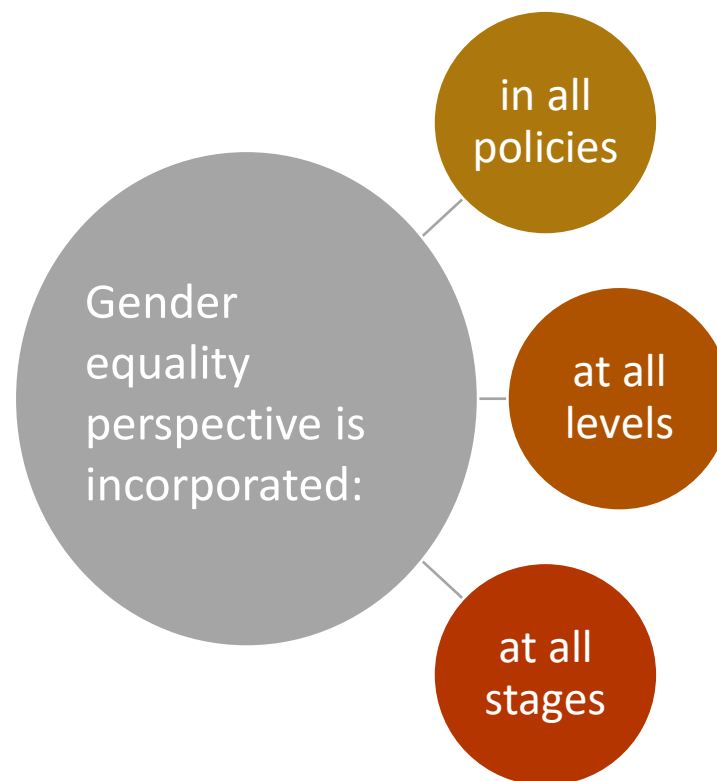 Gender
equality
perspective is
incorporated:
in all
policies
at all
levels
at all
stages